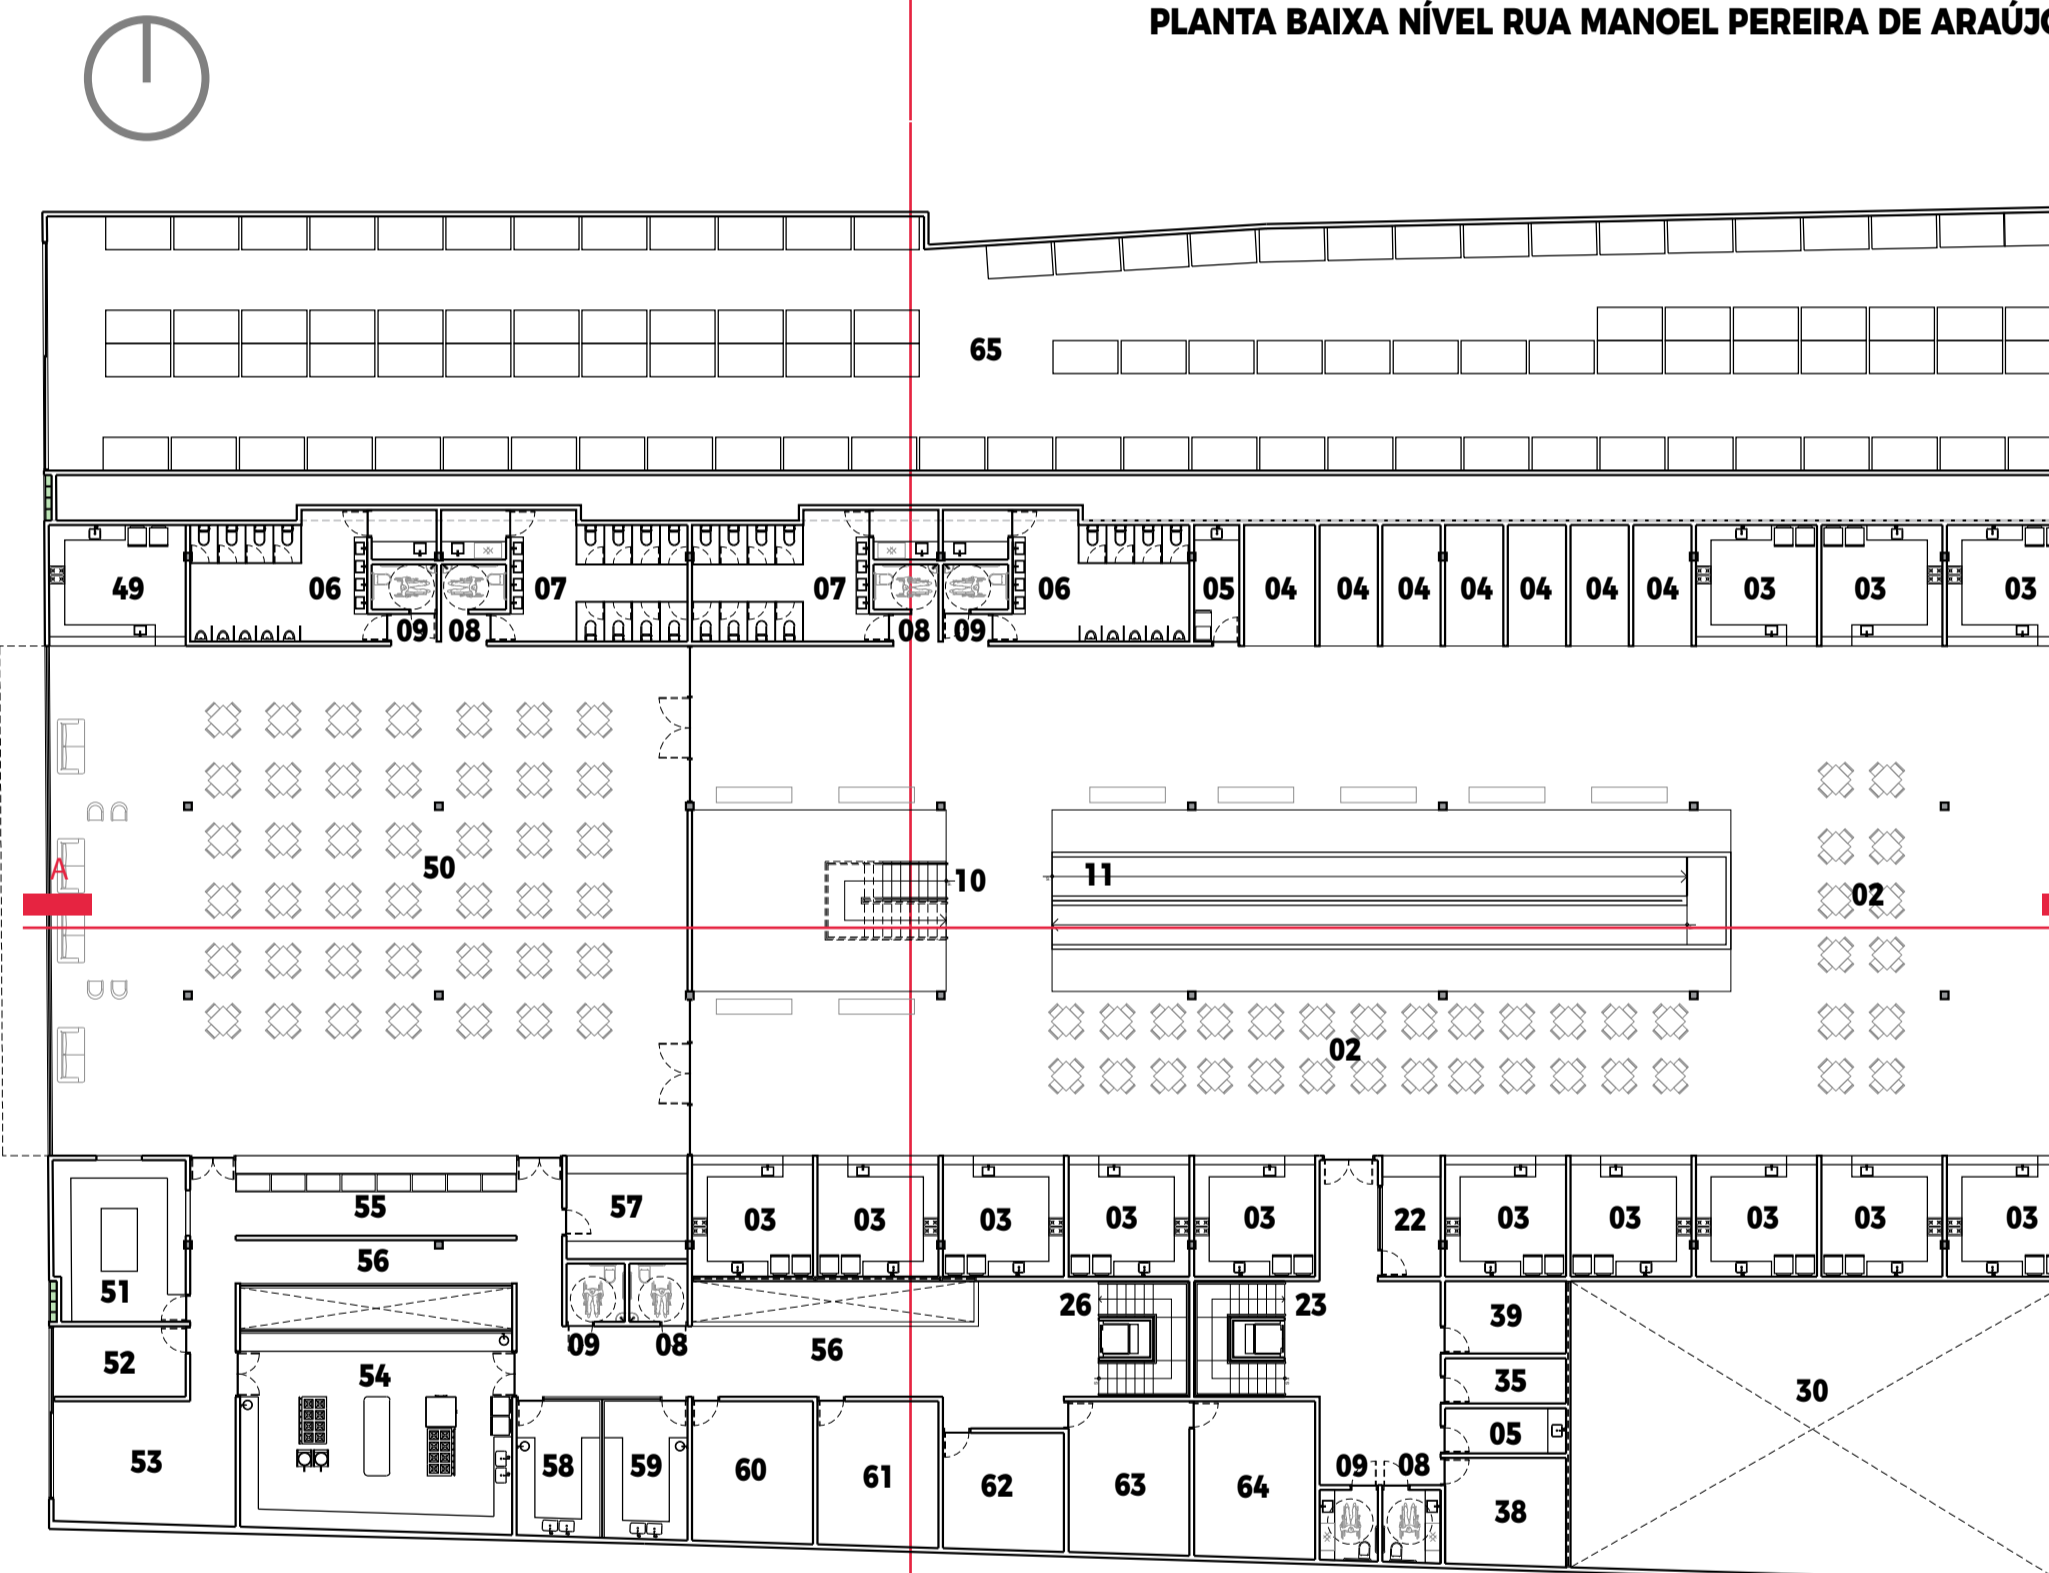 PLANTA BAIXA NÍVEL RUA MANOEL PEREIRA DE ARAÚJO
65
49 06 07 07 06 05 04 04 04 04 04 04 04 03 03 03
09 08 08 09
A 50 10 11 02
02
55 57 03 03 03 03 03 22 03 03 03 03 03
56
51 26 23 39
09 08 56
52 54 35 30
53 58 59 60 61 62 63 64 09 08 05
38